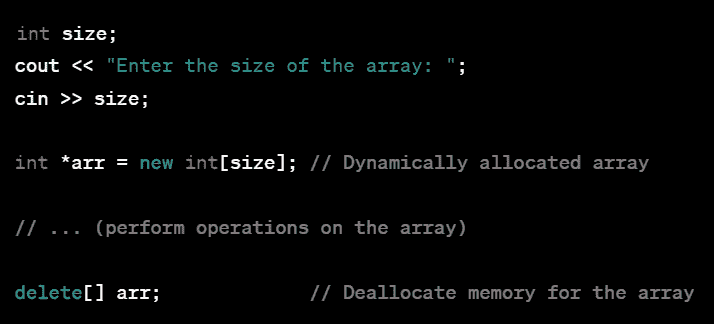 int size;
cout << "Enter the size of the array: ";
cin >> size;
int *arr = new int[size]; // Dynamically allocated array
// ... (perform operations on the array)
delete[] arr;             // Deallocate memory for the array